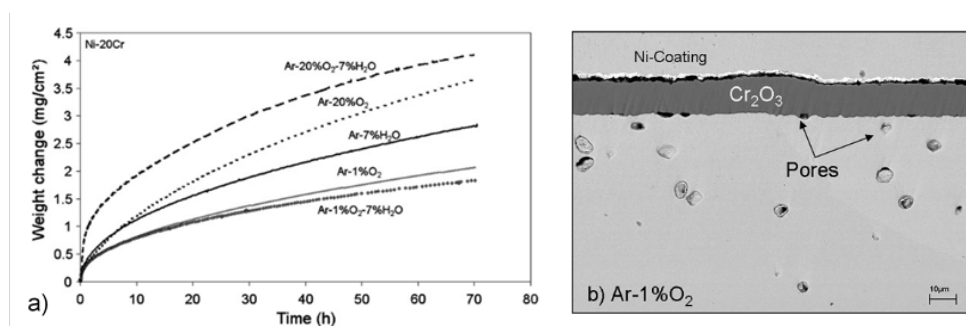 Ni-20Cr
Weight change (mg/cm²)
4.5
4
3.5
3
2.5
2
1.5
1
0.5
0
Ar-20%O₂-7%H₂O
Ar-20%O₂
Ar-7%H₂O
Ar-1%O₂
Ar-1%O₂-7%H₂O
0 10 20 30 40 50 60 70 80
Time (h)
a)
Ni-Coating
Cr₂O₃
Pores
b) Ar-1%O₂
10µm